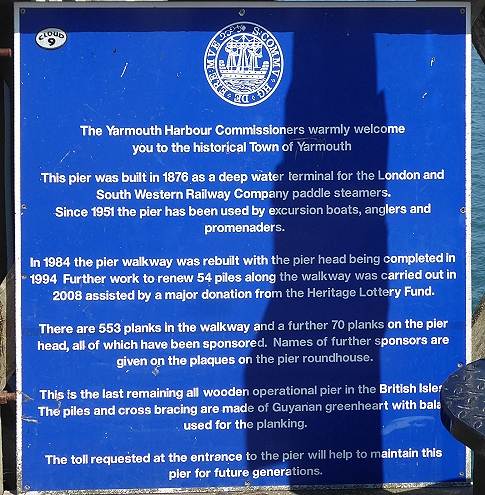 CLOUD
9
S:COMMV HG DE EREMVE
The Yarmouth Harbour Commissioners warmly welcome
you to the historical Town of Yarmouth
This pier was built in 1876 as a deep water terminal for the London and
South Western Railway Company paddle steamers.
Since 1951 the pier has been used by excursion boats, anglers and
promenaders.
In 1984 the pier walkway was rebuilt with the pier head being completed in
1994 Further work to renew 54 piles along the walkway was carried out in
2008 assisted by a major donation from the Heritage Lottery Fund.
There are 553 planks in the walkway and a further 70 planks on the pier
head, all of which have been sponsored. Names of further sponsors are
given on the plaques on the pier roundhouse.
This is the last remaining all wooden operational pier in the British Isles
The piles and cross bracing are made of Guyanan greenheart with bala
used for the planking.
The toll requested at the entrance to the pier will help to maintain this
pier for future generations.